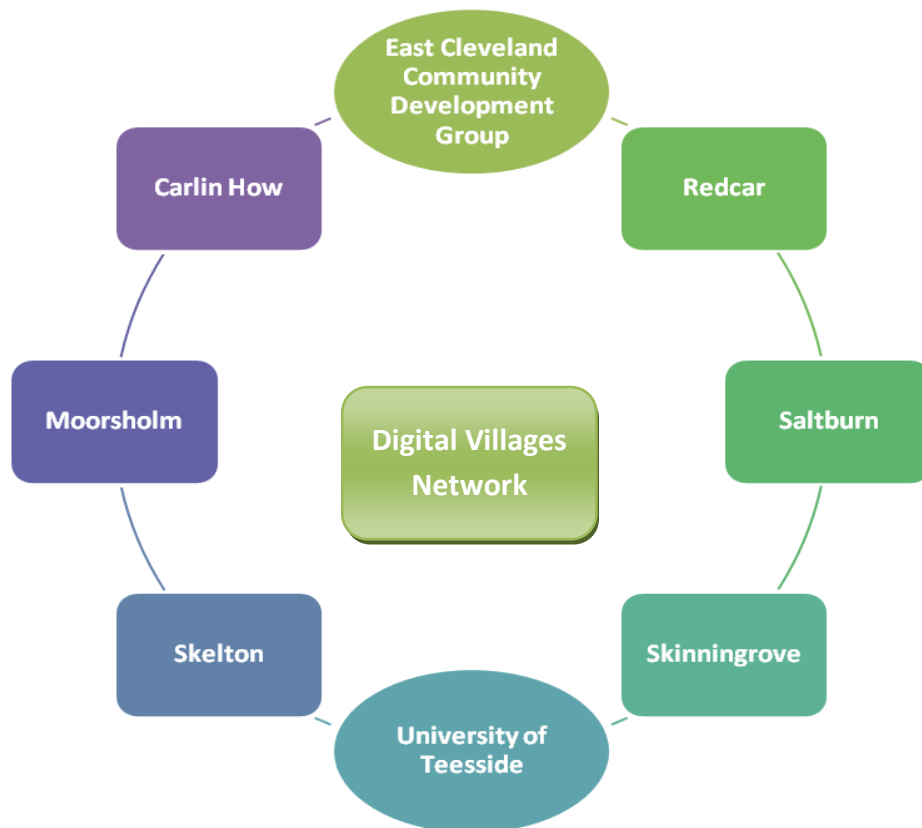 East Cleveland
Community
Development
Group
Carlin How
Redcar
Moorsholm
Digital Villages
Network
Saltburn
Skelton
Skinningrove
University of
Teesside